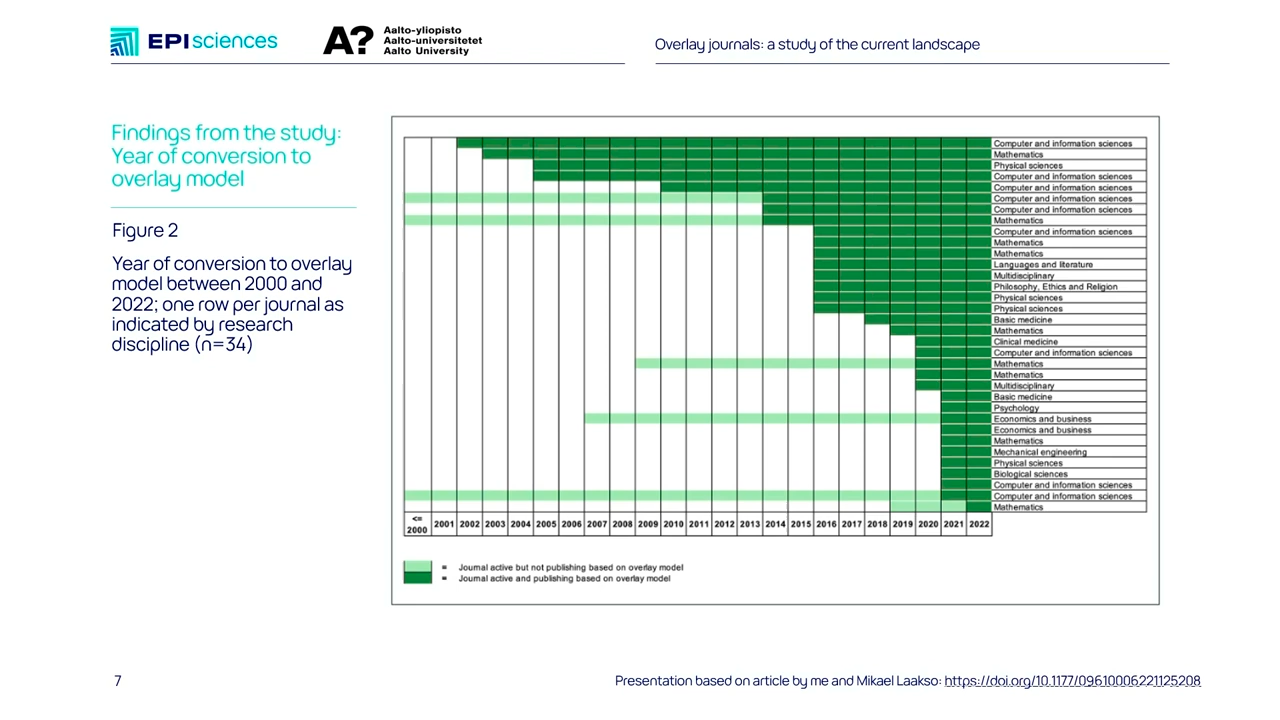 EPIsciences
A?
Aalto-yliopisto
Aalto-universitetet
Aalto University
Overlay journals: a study of the current landscape
Findings from the study:
Year of conversion to
overlay model
Figure 2
Year of conversion to overlay
model between 2000 and
2022; one row per journal as
indicated by research
discipline (n=34)
Computer and information sciences
Mathematics
Physical sciences
Computer and information sciences
Computer and information sciences
Computer and information sciences
Computer and information sciences
Mathematics
Computer and information sciences
Mathematics
Mathematics
Languages and literature
Multidisciplinary
Philosophy, Ethics and Religion
Physical sciences
Physical sciences
Basic medicine
Mathematics
Clinical medicine
Computer and information sciences
Mathematics
Mathematics
Multidisciplinary
Basic medicine
Psychology
Economics and business
Economics and business
Mathematics
Mechanical engineering
Physical sciences
Biological sciences
Computer and information sciences
Computer and information sciences
Mathematics
<= 2000 2001 2002 2003 2004 2005 2006 2007 2008 2009 2010 2011 2012 2013 2014 2015 2016 2017 2018 2019 2020 2021 2022
= Journal active but not publishing based on overlay model
= Journal active and publishing based on overlay model
7
Presentation based on article by me and Mikael Laakso: https://doi.org/10.1177/09610006221125208